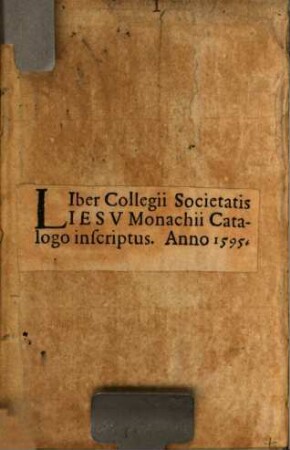 I
LIber Collegii Societatis
IESV Monachii Cata-
logo inſcriptus. Anno 1595.